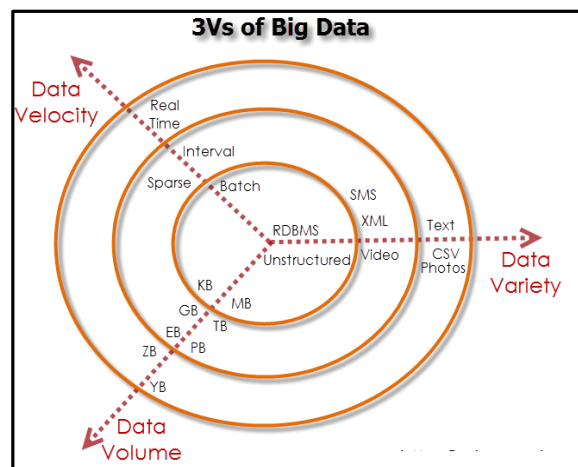 3Vs of Big Data
Data
Velocity
Real
Time
Interval
Sparse
Batch
SMS
RDBMS
XML
Text
Unstructured
Video
CSV
Photos
Data
Variety
KB
MB
GB
TB
EB
PB
ZB
YB
Data
Volume